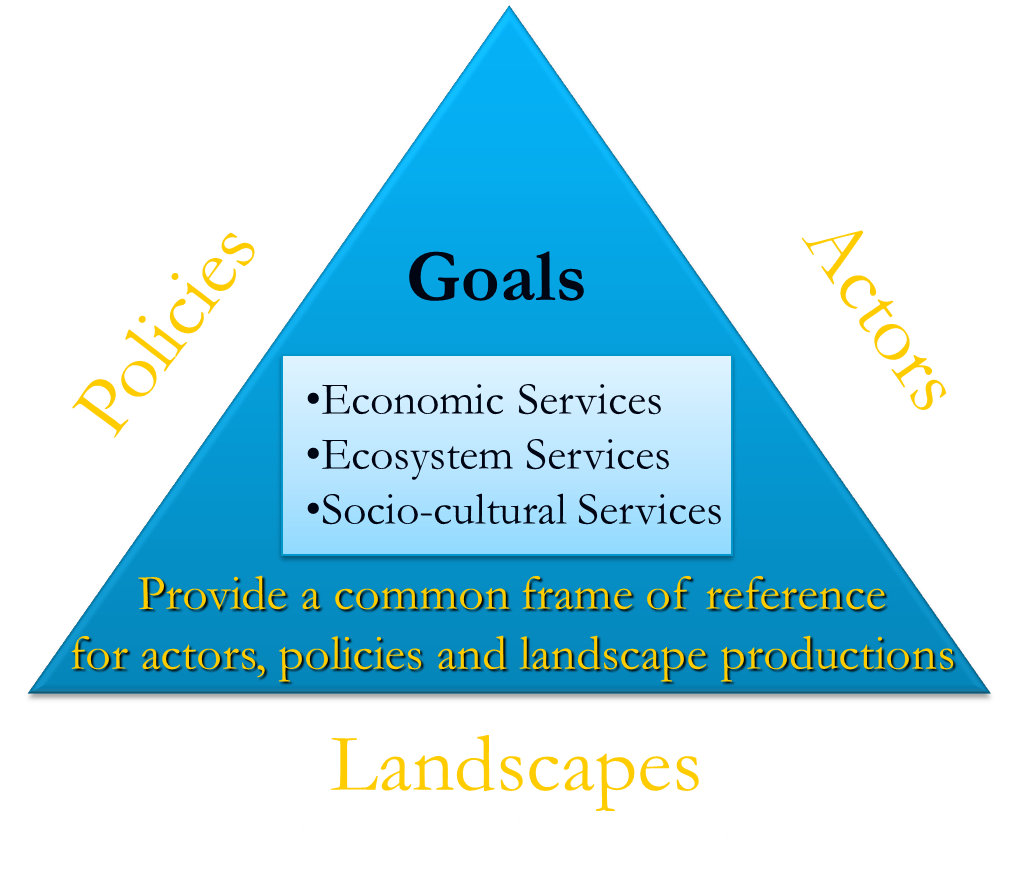 Policies
Actors
Goals
•Economic Services
•Ecosystem Services
•Socio-cultural Services
Provide a common frame of reference
for actors, policies and landscape productions
Landscapes